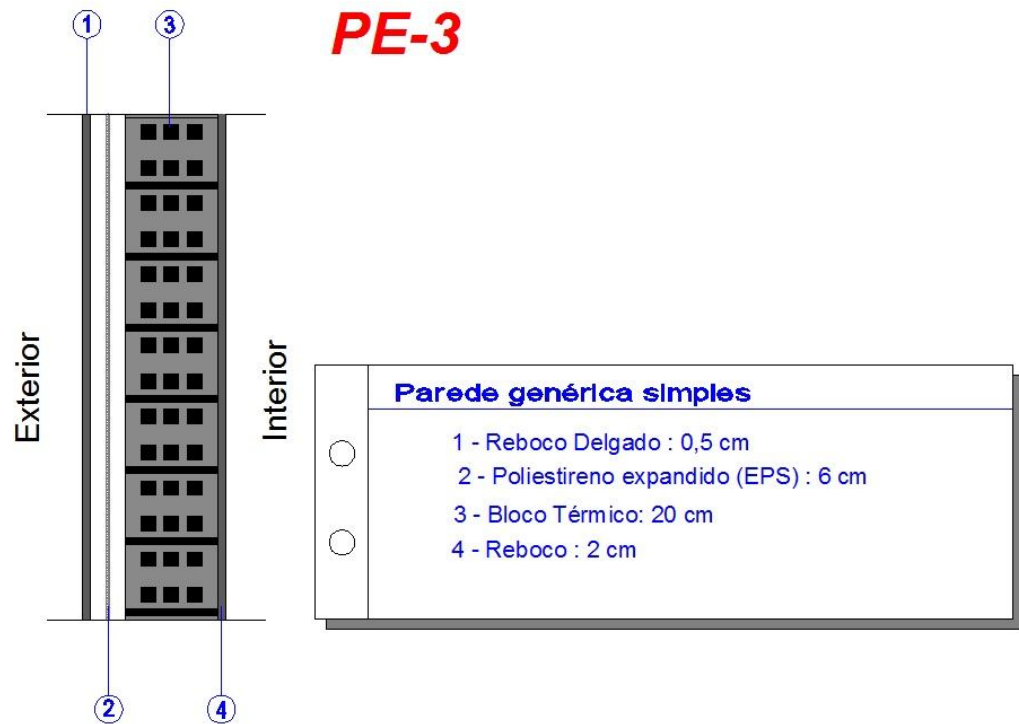 1
3
PE-3
Exterior
Interior
Parede genérica simples
1 - Reboco Delgado : 0,5 cm
2 - Poliestireno expandido (EPS) : 6 cm
3 - Bloco Térmico: 20 cm
4 - Reboco : 2 cm
2
4